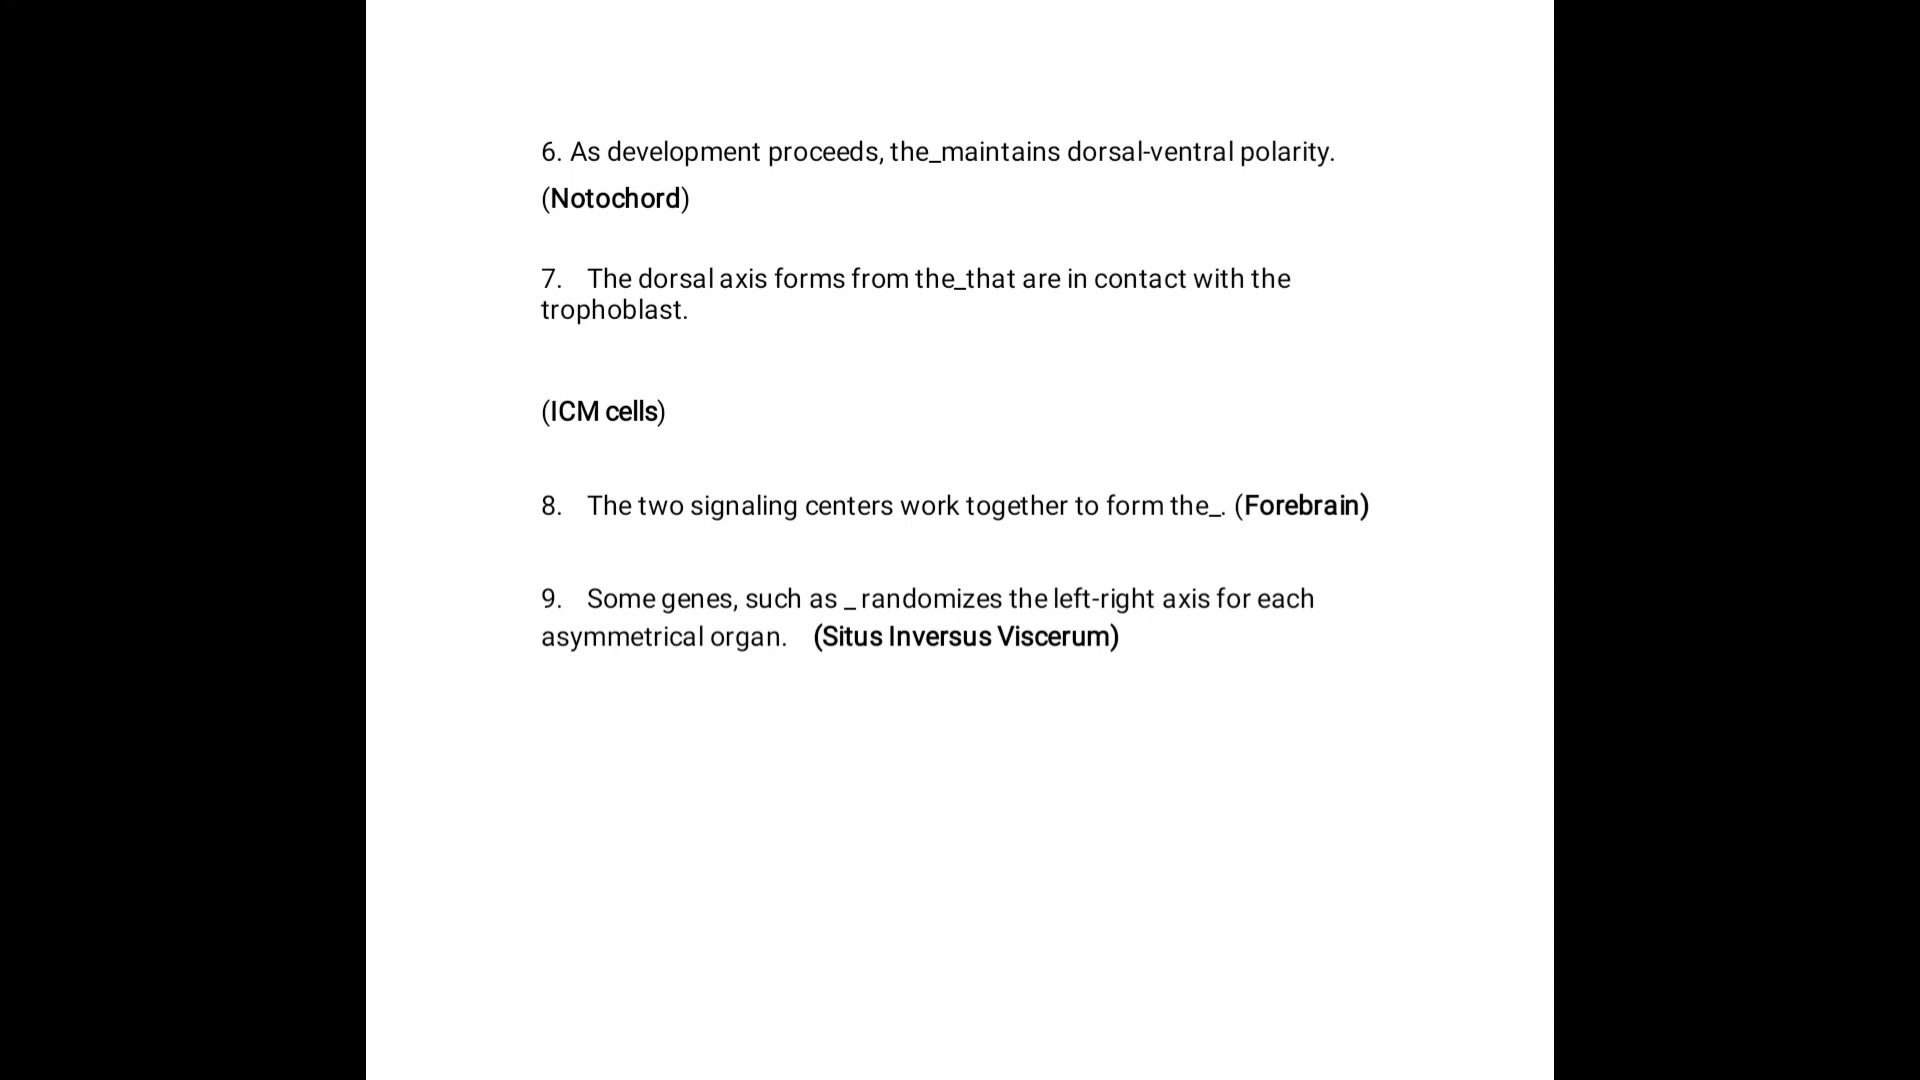 6. As development proceeds, the_maintains dorsal-ventral polarity.
(Notochord)
7. The dorsal axis forms from the_that are in contact with the
trophoblast.
(ICM cells)
8. The two signaling centers work together to form the_. (Forebrain)
9. Some genes, such as _ randomizes the left-right axis for each
asymmetrical organ. (Situs Inversus Viscerum)